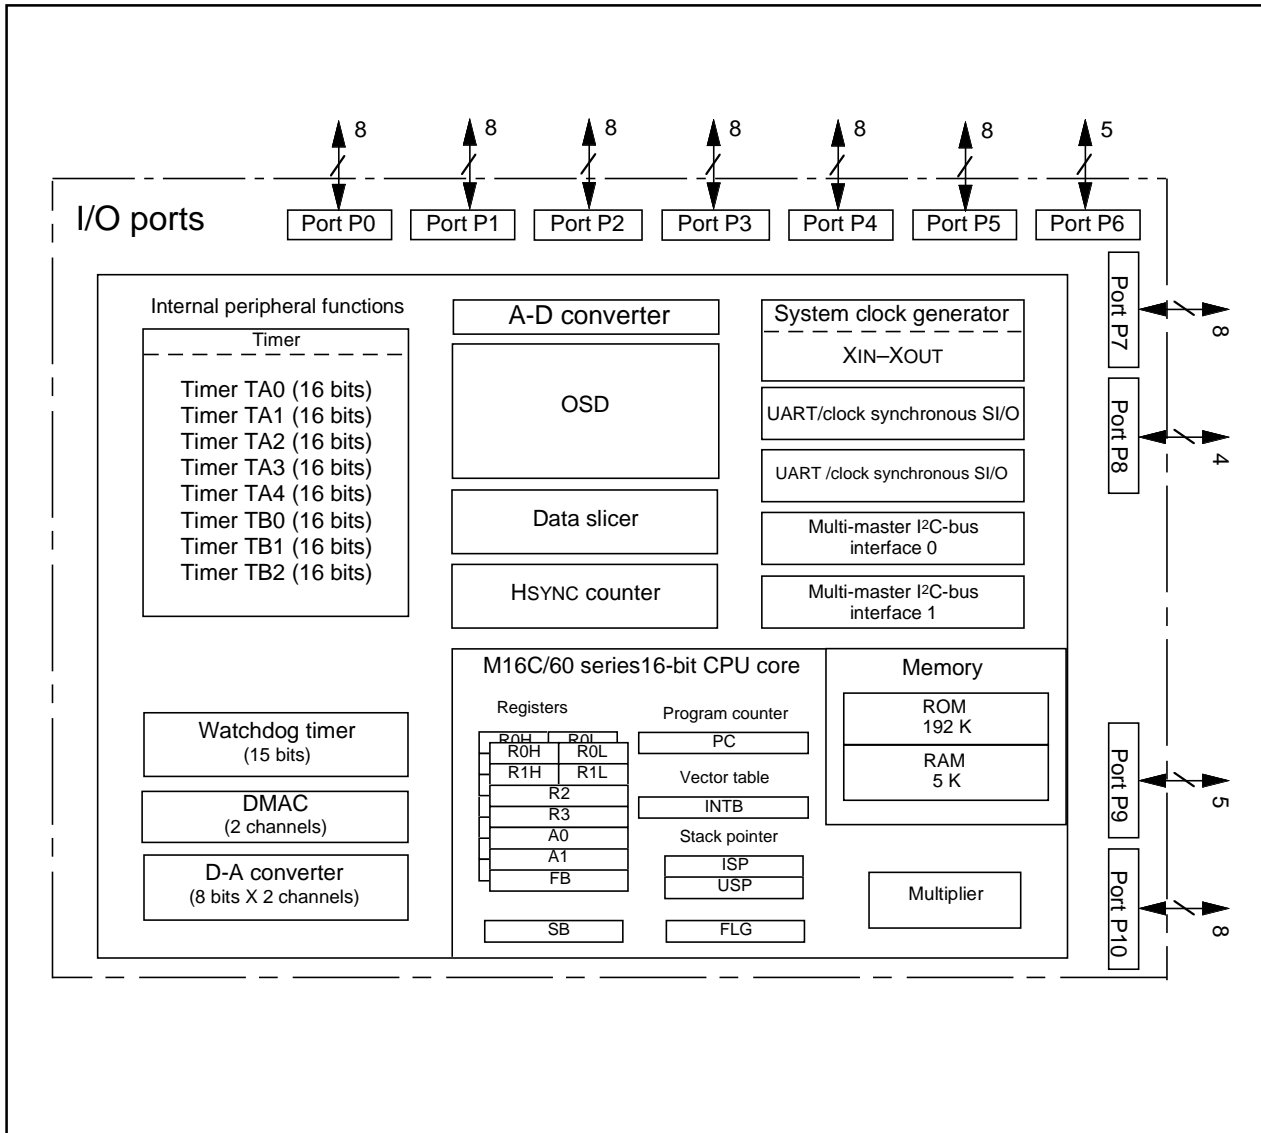 8 8 8 8 8 8 5
I/O ports
Port P0 Port P1 Port P2 Port P3 Port P4 Port P5 Port P6
Port P7
8
Port P8
4
Port P9
5
Port P10
8
Internal peripheral functions
Timer
Timer TA0 (16 bits)
Timer TA1 (16 bits)
Timer TA2 (16 bits)
Timer TA3 (16 bits)
Timer TA4 (16 bits)
Timer TB0 (16 bits)
Timer TB1 (16 bits)
Timer TB2 (16 bits)
Watchdog timer
(15 bits)
DMAC
(2 channels)
D-A converter
(8 bits X 2 channels)
A-D converter
OSD
Data slicer
HSYNC counter
System clock generator
XIN–XOUT
UART/clock synchronous SI/O
UART /clock synchronous SI/O
Multi-master I²C-bus
interface 0
Multi-master I²C-bus
interface 1
M16C/60 series16-bit CPU core
Registers
R0H R0L
R0H R0L
R1H R1L
R2
R3
A0
A1
FB
SB
Program counter
PC
Vector table
INTB
Stack pointer
ISP
USP
FLG
Memory
ROM
192 K
RAM
5 K
Multiplier